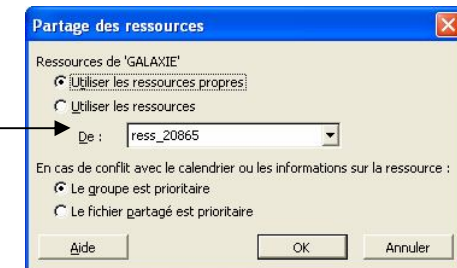 Partage des ressources
Ressources de 'GALAXIE'
Utiliser les ressources propres
Utiliser les ressources
De : ress_20865
En cas de conflit avec le calendrier ou les informations sur la ressource :
Le groupe est prioritaire
Le fichier partagé est prioritaire
Aide OK Annuler